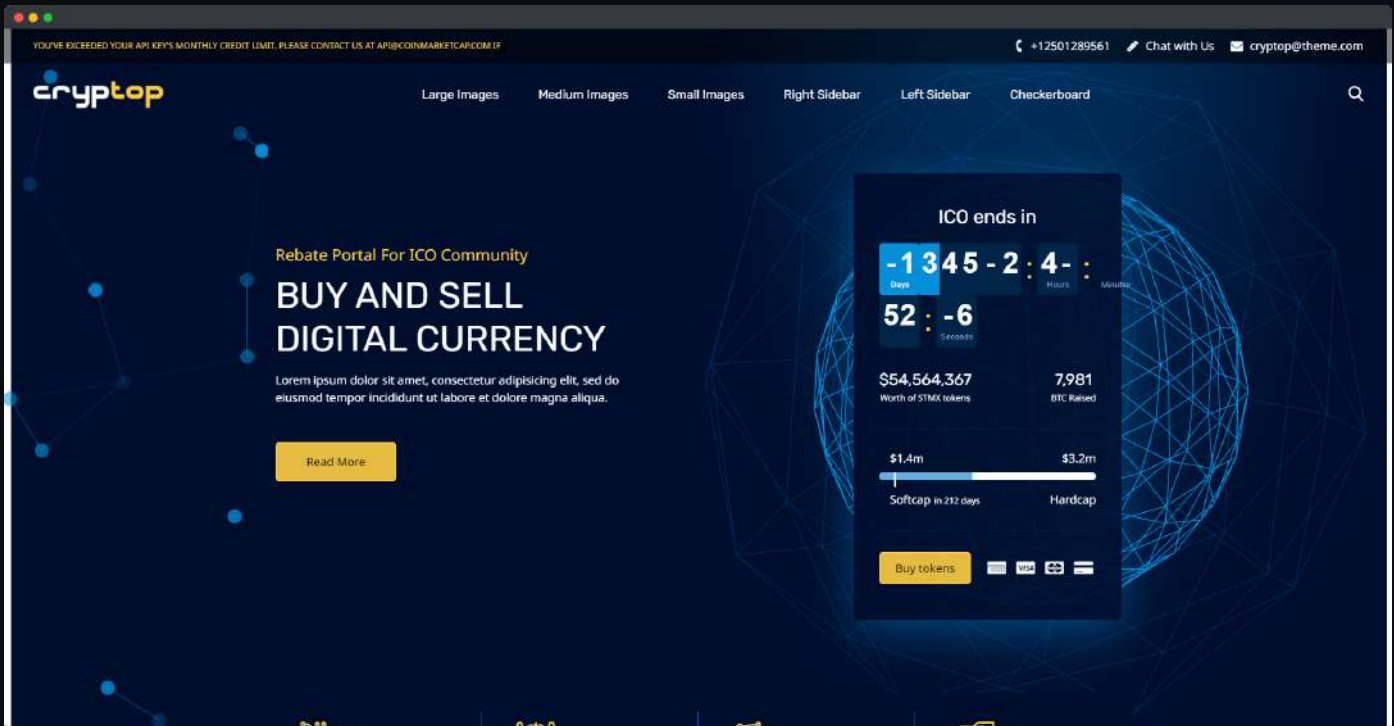 YOU'VE EXCEEDED YOUR API KEY'S MONTHLY CREDIT LIMIT. PLEASE CONTACT US AT API@COINMARKETCAP.COM IF
+12501289561 Chat with Us cryptop@theme.com
cryptop
Large Images Medium Images Small Images Right Sidebar Left Sidebar Checkerboard
Rebate Portal For ICO Community
BUY AND SELL
DIGITAL CURRENCY
Lorem ipsum dolor sit amet, consectetur adipisicing elit, sed do
eiusmod tempor incididunt ut labore et dolore magna aliqua.
Read More
ICO ends in
-1345-2 : 4- :
Days Hours Minutes
52 : -6
Seconds
$54,564,367 7,981
Worth of STMX tokens BTC Raised
$1.4m $3.2m
Softcap in 212 days Hardcap
Buy tokens VISA